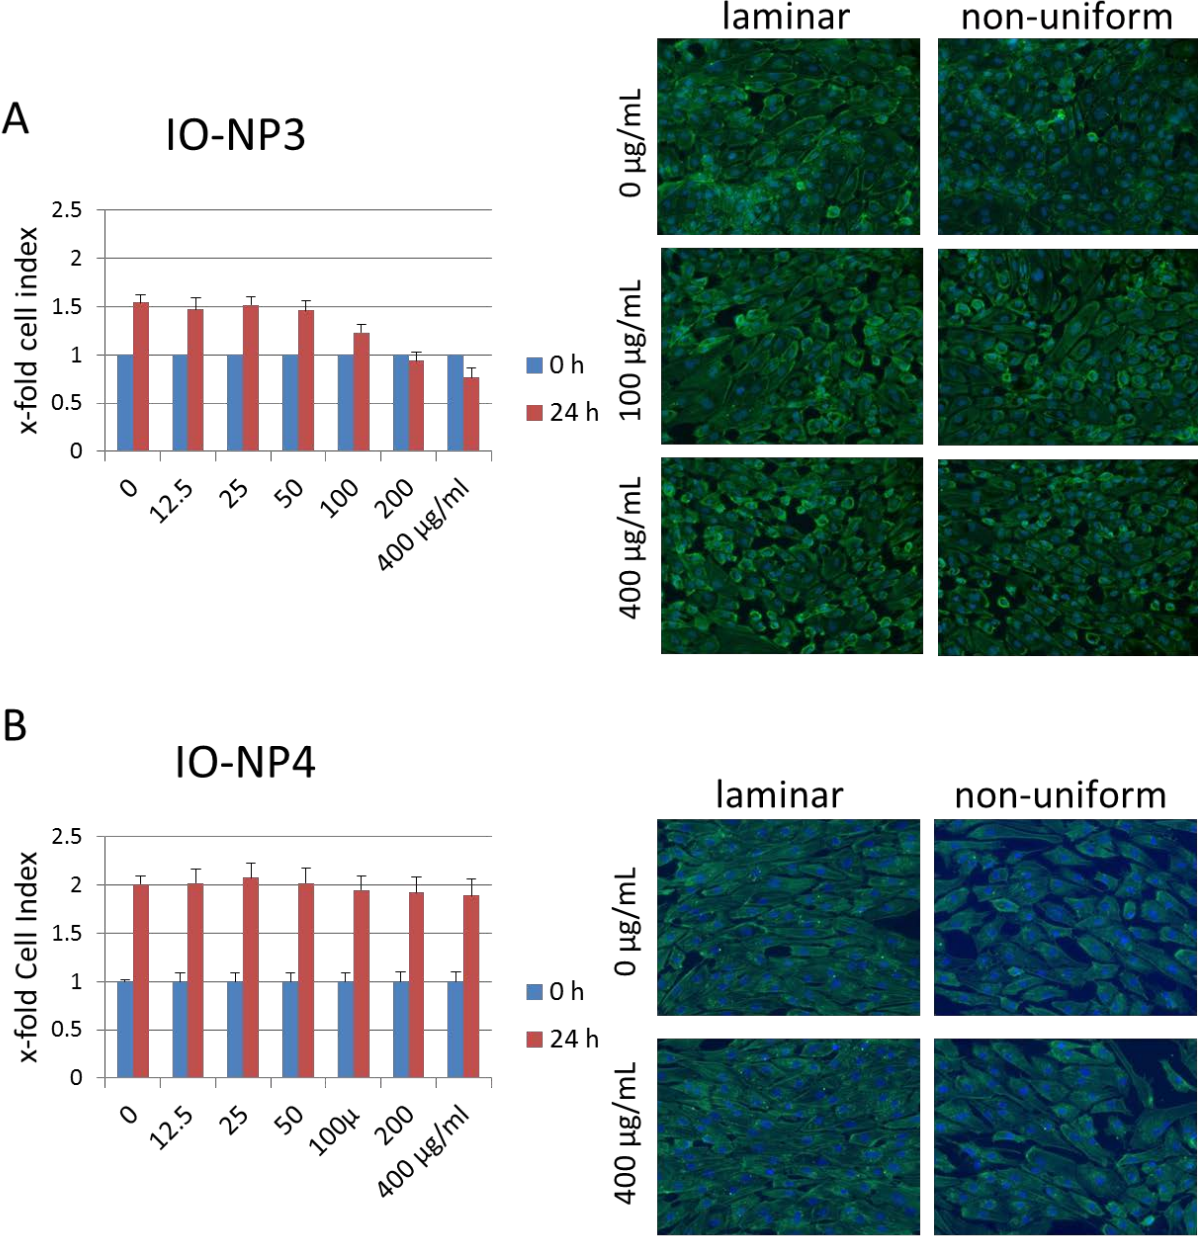 A
IO-NP3
x-fold cell index
2.5
2
1.5
1
0.5
0
0
12.5
25
50
100
200
400 µg/ml
0 h
24 h
laminar
non-uniform
0 µg/mL
100 µg/mL
400 µg/mL
B
IO-NP4
x-fold Cell Index
2.5
2
1.5
1
0.5
0
0
12.5
25
50
100µ
200
400 µg/ml
0 h
24 h
laminar
non-uniform
0 µg/mL
400 µg/mL